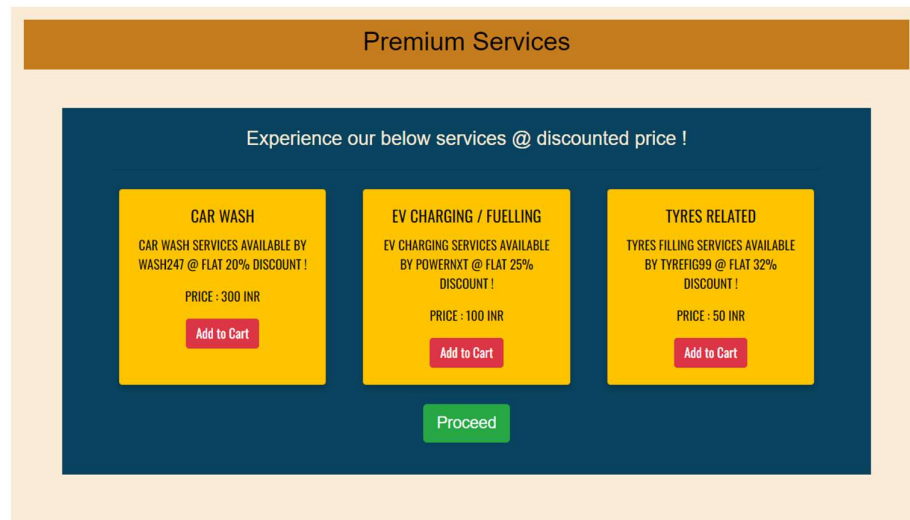 Premium Services
Experience our below services @ discounted price !
CAR WASH
CAR WASH SERVICES AVAILABLE BY
WASH247 @ FLAT 20% DISCOUNT !
PRICE : 300 INR
Add to Cart
EV CHARGING / FUELLING
EV CHARGING SERVICES AVAILABLE
BY POWERNXT @ FLAT 25%
DISCOUNT !
PRICE : 100 INR
Add to Cart
TYRES RELATED
TYRES FILLING SERVICES AVAILABLE
BY TYREFIG99 @ FLAT 32%
DISCOUNT !
PRICE : 50 INR
Add to Cart
Proceed